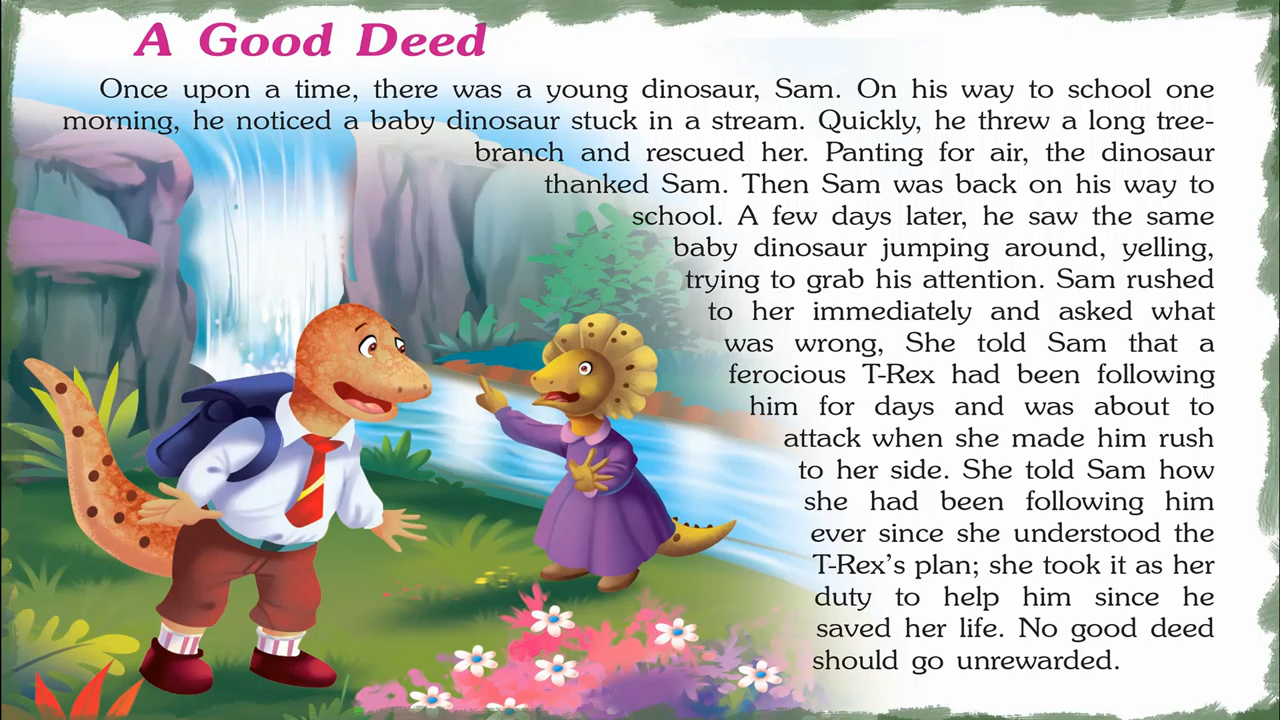 A Good Deed
Once upon a time, there was a young dinosaur, Sam. On his way to school one
morning, he noticed a baby dinosaur stuck in a stream. Quickly, he threw a long tree-
branch and rescued her. Panting for air, the dinosaur
thanked Sam. Then Sam was back on his way to
school. A few days later, he saw the same
baby dinosaur jumping around, yelling,
trying to grab his attention. Sam rushed
to her immediately and asked what
was wrong, She told Sam that a
ferocious T-Rex had been following
him for days and was about to
attack when she made him rush
to her side. She told Sam how
she had been following him
ever since she understood the
T-Rex's plan; she took it as her
duty to help him since he
saved her life. No good deed
should go unrewarded.